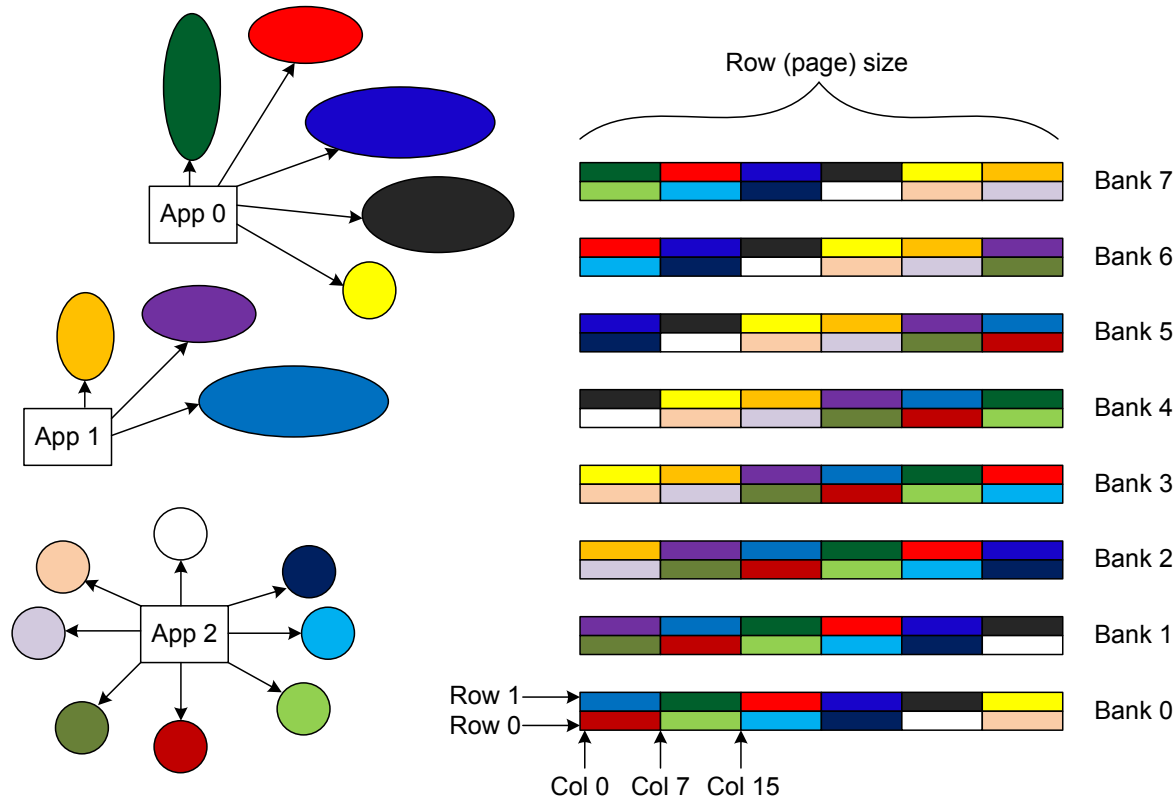 Row (page) size
App 0
App 1
App 2
Bank 7
Bank 6
Bank 5
Bank 4
Bank 3
Bank 2
Bank 1
Row 1
Row 0
Bank 0
Col 0 Col 7 Col 15